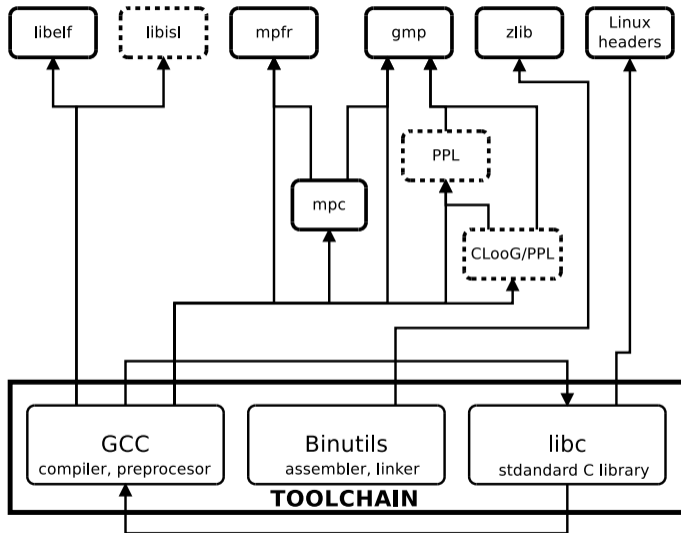 libelf
libisl
mpfr
gmp
zlib
Linux
headers
PPL
mpc
CLooG/PPL
GCC
compiler, preprocesor
Binutils
assembler, linker
libc
stdandard C library
TOOLCHAIN